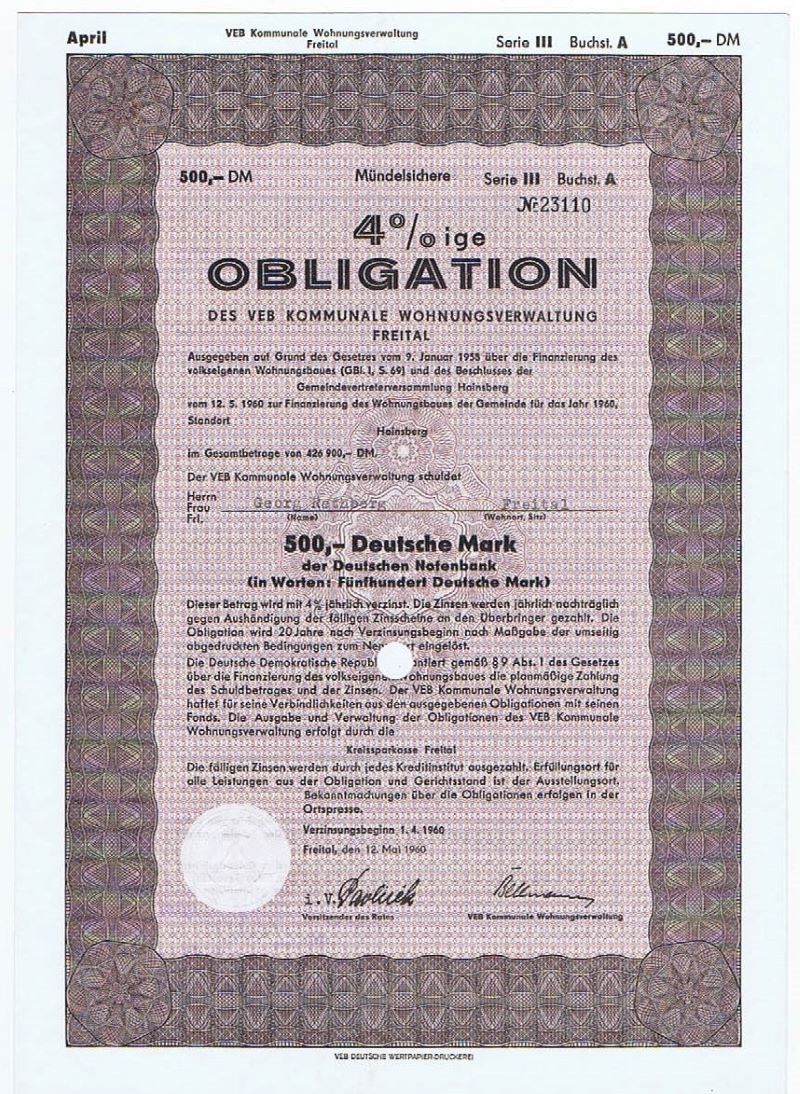 April VEB Kommunale Wohnungsverwaltung Serie III Buchst. A 500,– DM
Freital
500,– DM Mündelsichere Serie III Buchst. A
№ 23110
4%ige
OBLIGATION
DES VEB KOMMUNALE WOHNUNGSVERWALTUNG
FREITAL
Ausgegeben auf Grund des Gesetzes vom 9. Januar 1958 über die Finanzierung des
volkseigenen Wohnungsbaues (GBl. I, S. 69) und des Beschlusses der
Gemeindevertreterversammlung Hainsberg
vom 12. 5. 1960 zur Finanzierung des Wohnungsbaues der Gemeinde für das Jahr 1960,
Standort
Hainsberg
im Gesamtbetrage von 426 900,– DM.
Der VEB Kommunale Wohnungsverwaltung schuldet
Herrn
Frau Georg Rathberg Freital
Frl. (Name) (Wohnort, Sitz)
500,– Deutsche Mark
der Deutschen Notenbank
(in Worten: Fünfhundert Deutsche Mark)
Dieser Betrag wird mit 4% jährlich verzinst. Die Zinsen werden jährlich nachträglich
gegen Aushändigung der fälligen Zinsscheine an den Überbringer gezahlt. Die
Obligation wird 20 Jahre nach Verzinsungsbeginn nach Maßgabe der umseitig
abgedruckten Bedingungen zum Nen rt eingelöst.
Die Deutsche Demokratische Republ ntiert gemäß § 9 Abs. 1 des Gesetzes
über die Finanzierung des volkseigen ohnungsbaues die planmäßige Zahlung
des Schuldbetrages und der Zinsen. Der VEB Kommunale Wohnungsverwaltung
haftet für seine Verbindlichkeiten aus den ausgegebenen Obligationen mit seinen
Fonds. Die Ausgabe und Verwaltung der Obligationen des VEB Kommunale
Wohnungsverwaltung erfolgt durch die
Kreissparkasse Freital
Die fälligen Zinsen werden durch jedes Kreditinstitut ausgezahlt. Erfüllungsort für
alle Leistungen aus der Obligation und Gerichtsstand ist der Ausstellungsort.
Bekanntmachungen über die Obligationen erfolgen in der
Ortspresse.
Verzinsungsbeginn 1. 4. 1960
Freital, den 12. Mai 1960
i.V.
Vorsitzender des Rates VEB Kommunale Wohnungsverwaltung
VEB DEUTSCHE WERTPAPIER-DRUCKEREI